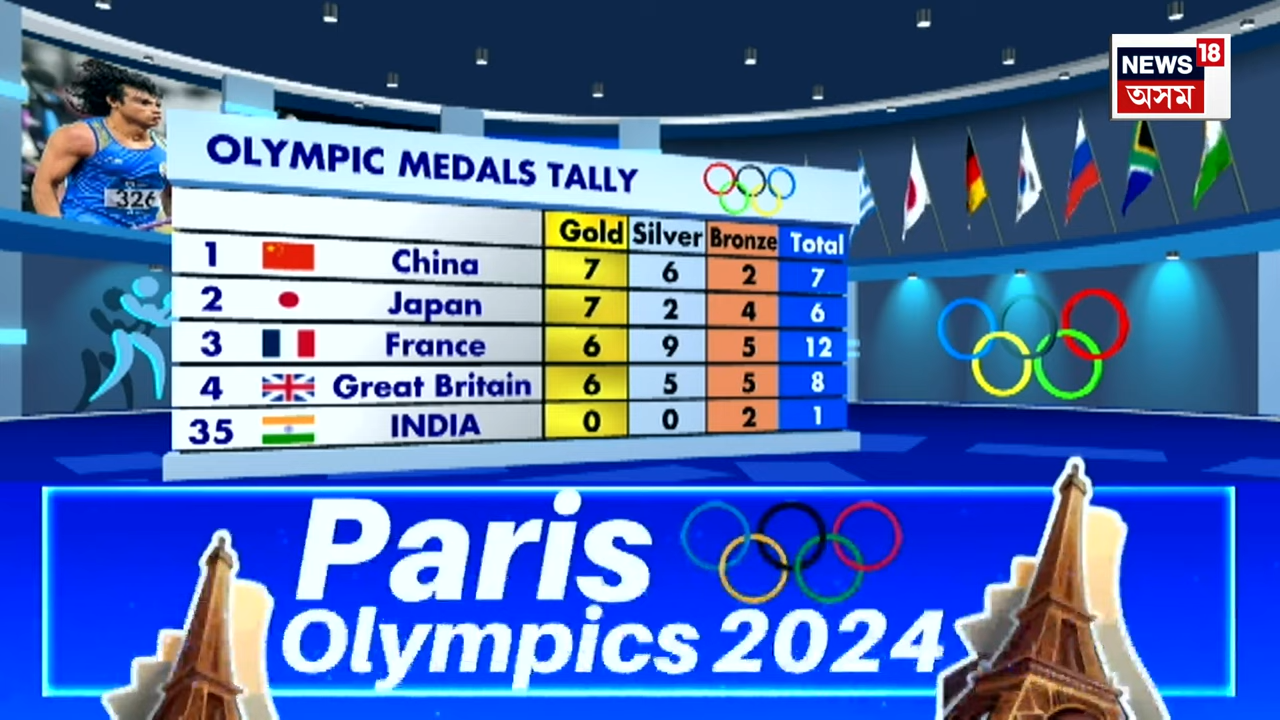 NEWS 18
অসম
326
OLYMPIC MEDALS TALLY
Gold Silver Bronze Total
1 China 7 6 2 7
2 Japan 7 2 4 6
3 France 6 9 5 12
4 Great Britain 6 5 5 8
35 INDIA 0 0 2 1
Paris
Olympics 2024